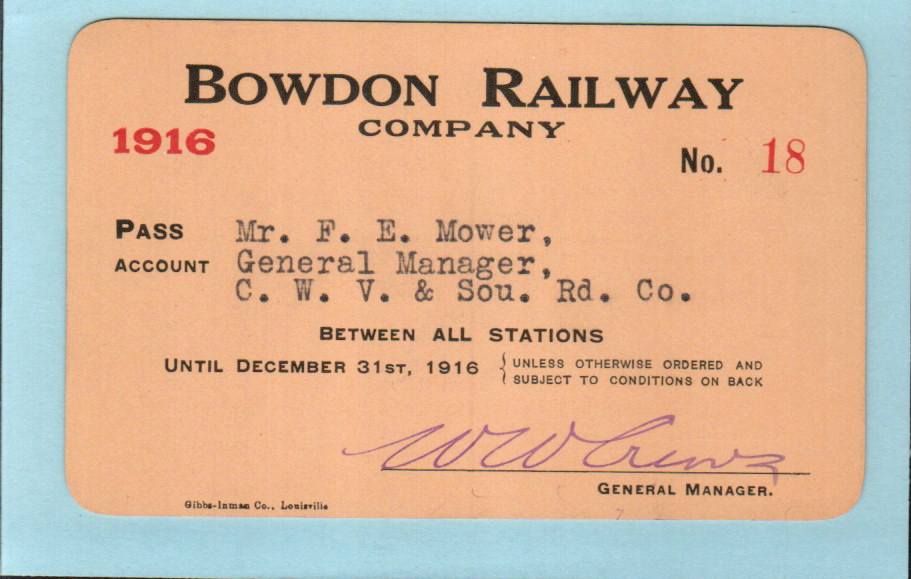 BOWDON RAILWAY
COMPANY
1916
No. 18
PASS Mr. F. E. Mower,
ACCOUNT General Manager,
C. W. V. & Sou. Rd. Co.
BETWEEN ALL STATIONS
UNTIL DECEMBER 31ST, 1916 { UNLESS OTHERWISE ORDERED AND
SUBJECT TO CONDITIONS ON BACK
W W Crews
GENERAL MANAGER.
Gibbs-Inman Co., Louisville